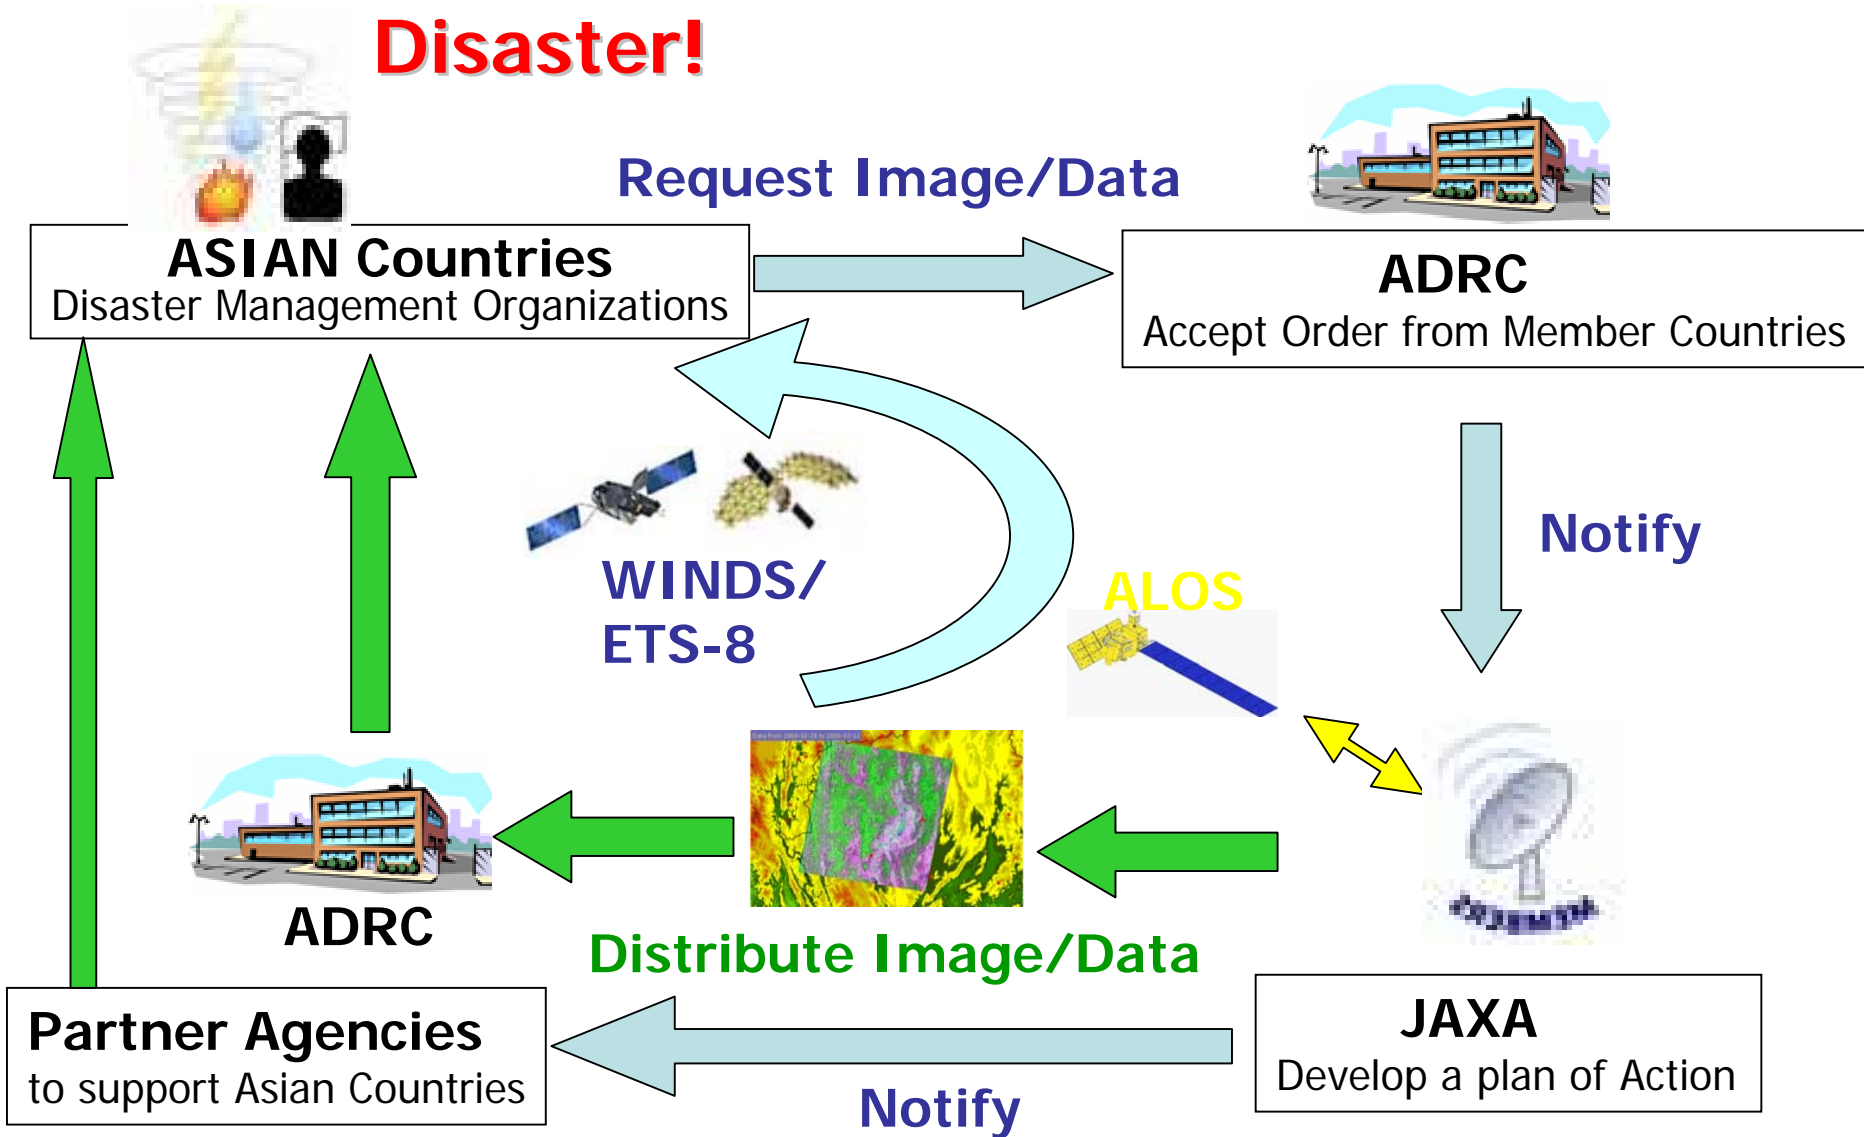 Disaster!
Request Image/Data
ASIAN Countries
Disaster Management Organizations
ADRC
Accept Order from Member Countries
Notify
WINDS/
ETS-8
ALOS
ADRC
Distribute Image/Data
Partner Agencies
to support Asian Countries
JAXA
Develop a plan of Action
Notify